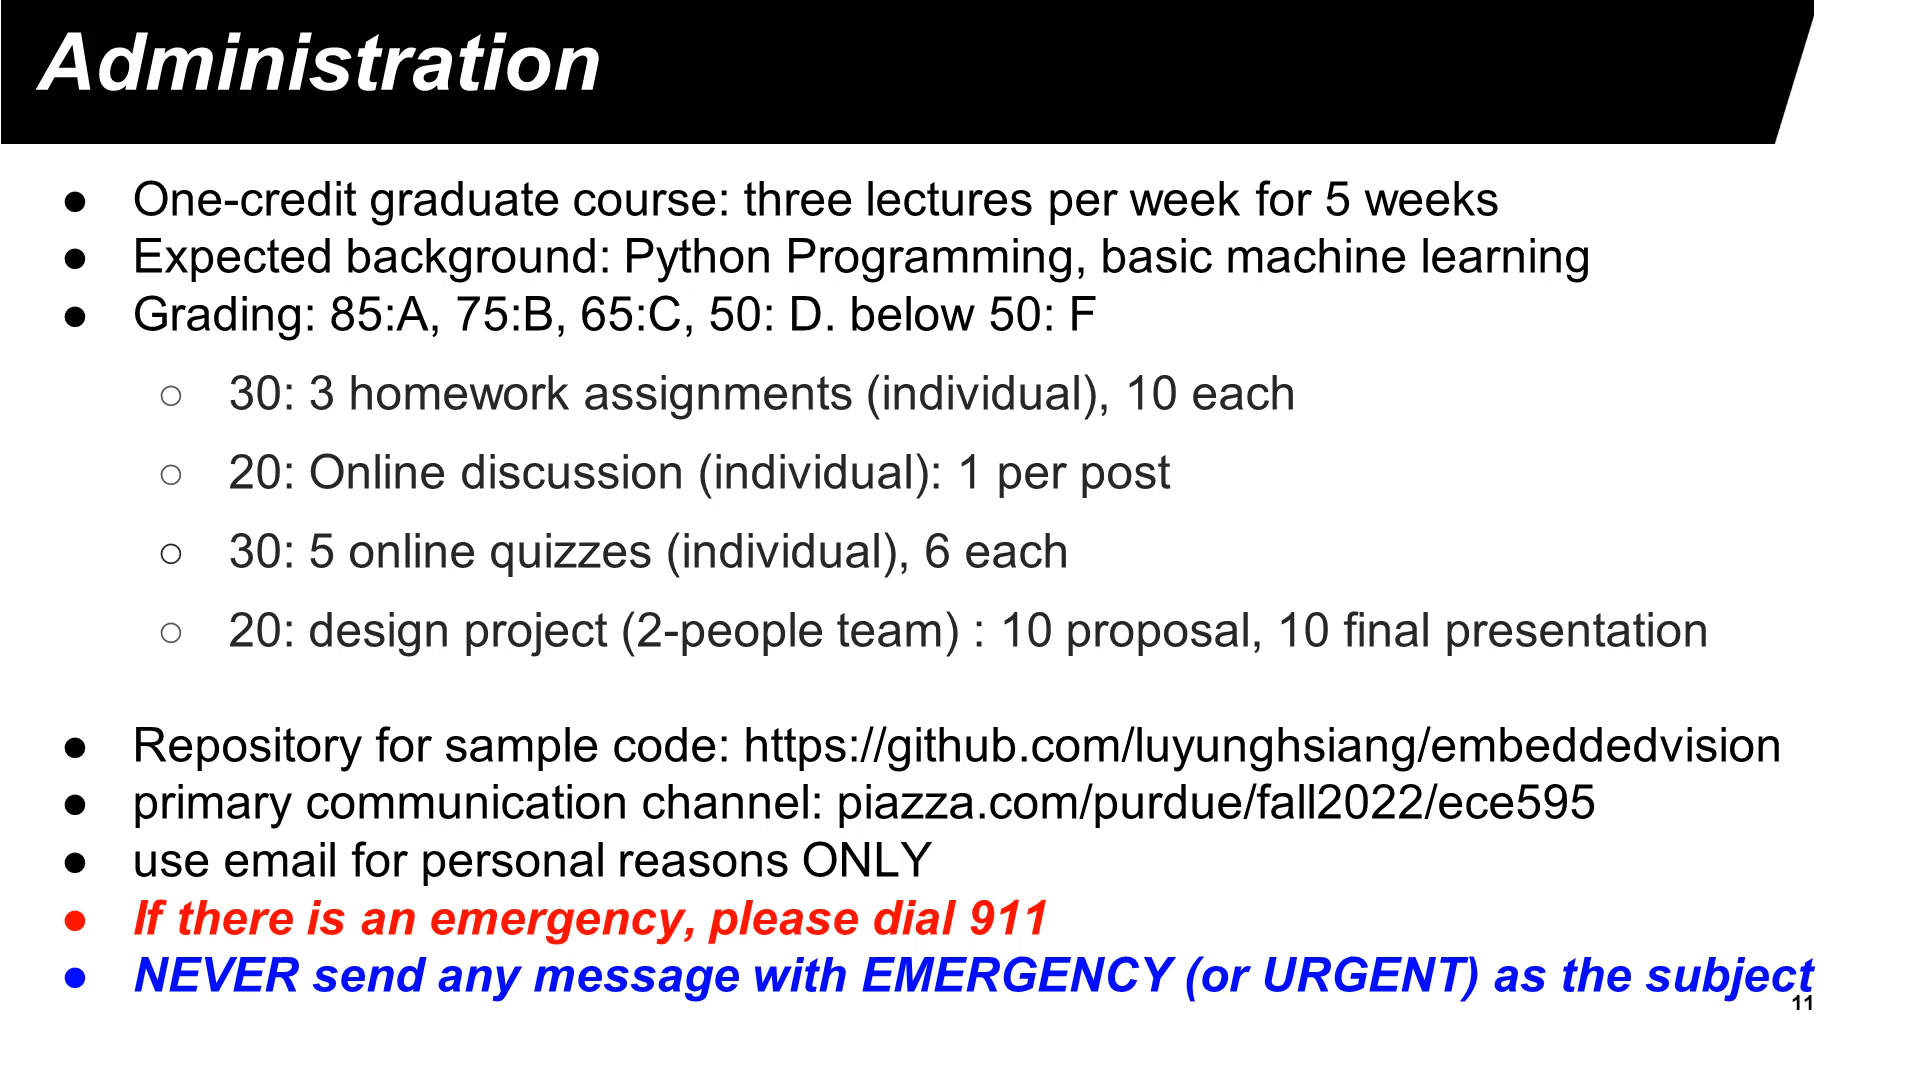 Administration
● One-credit graduate course: three lectures per week for 5 weeks
● Expected background: Python Programming, basic machine learning
● Grading: 85:A, 75:B, 65:C, 50: D. below 50: F
○ 30: 3 homework assignments (individual), 10 each
○ 20: Online discussion (individual): 1 per post
○ 30: 5 online quizzes (individual), 6 each
○ 20: design project (2-people team) : 10 proposal, 10 final presentation
● Repository for sample code: https://github.com/luyunghsiang/embeddedvision
● primary communication channel: piazza.com/purdue/fall2022/ece595
● use email for personal reasons ONLY
● If there is an emergency, please dial 911
● NEVER send any message with EMERGENCY (or URGENT) as the subject
11